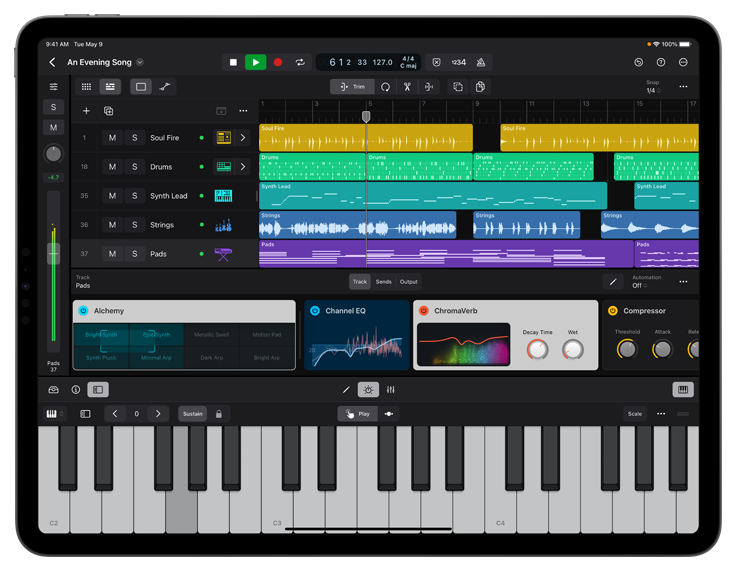 9:41 AM Tue May 9
100%
An Evening Song
6 1 2 33 127.0 4/4 C maj
1234
Trim
Snap
1/4
S
M
-4.7
1 3 5 7 9 11 13 15 17
1 M S Soul Fire
Soul Fire Soul Fire
18 M S Drums
Drums Drums Drums Drums
35 M S Synth Lead
Synth Lead Synth Lead
36 M S Strings
Strings Strings Strings
37 M S Pads
Pads Pads
Track
Pads
Track Sends Output
Automation
Off
Alchemy
Bright Synth Epic Synth Metallic Swell Motion Pad
Synth Pluck Minimal Arp Dark Arp Bright Arp
Channel EQ
ChromaVerb
Decay Time Wet
Compressor
Threshold Attack Rele
Pads
37
0 Sustain Play Scale
C2 C3 C4